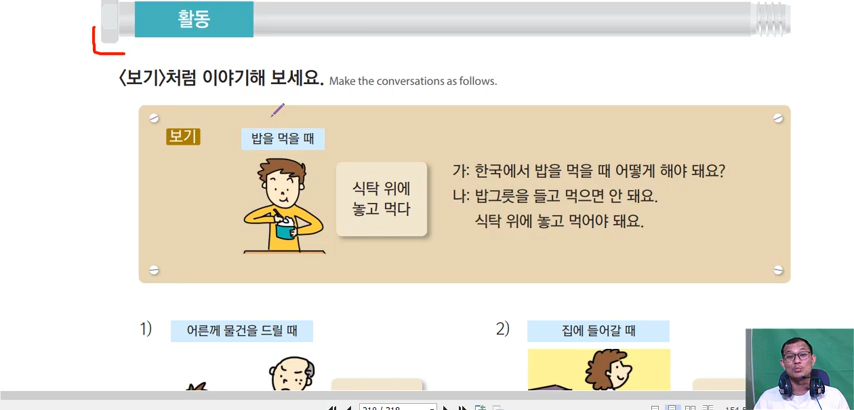 활동
〈보기〉처럼 이야기해 보세요. Make the conversations as follows.
보기
밥을 먹을 때
식탁 위에
놓고 먹다
가: 한국에서 밥을 먹을 때 어떻게 해야 돼요?
나: 밥그릇을 들고 먹으면 안 돼요.
식탁 위에 놓고 먹어야 돼요.
1) 어른께 물건을 드릴 때
2) 집에 들어갈 때